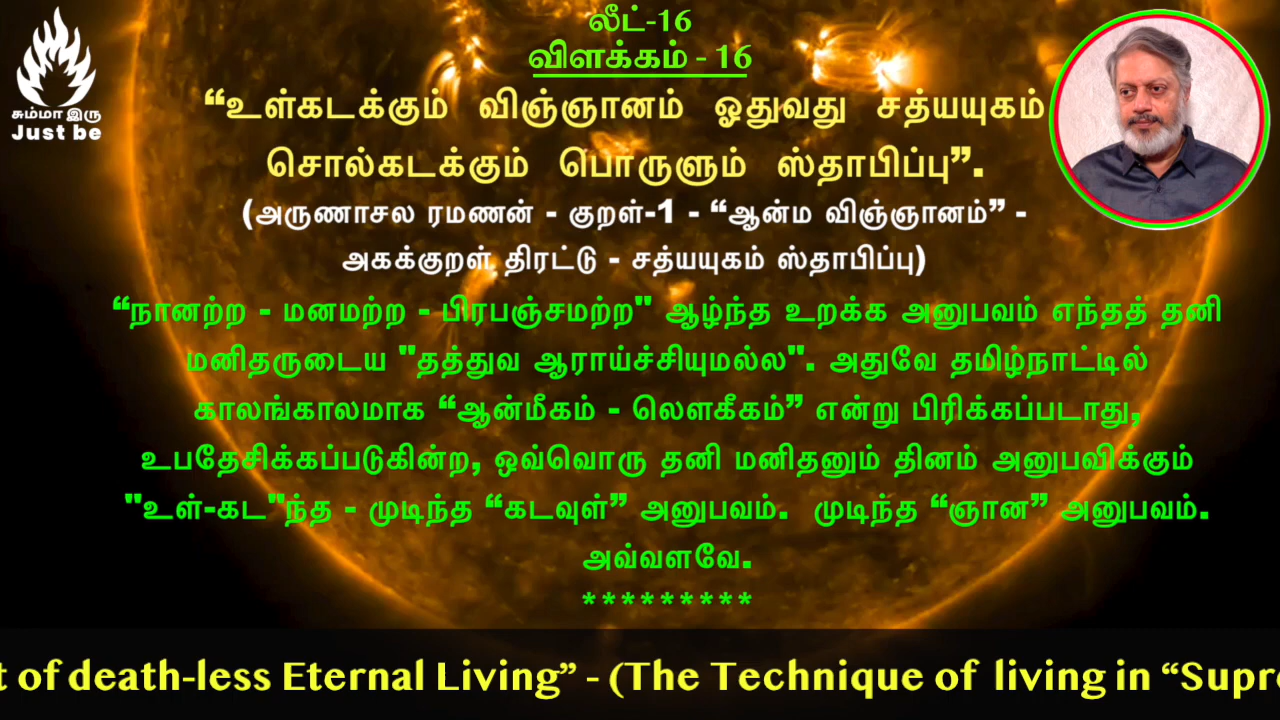 லீட்-16
விளக்கம் - 16
சும்மா இரு
Just be
“உள்கடக்கும் விஞ்ஞானம் ஓதுவது சத்யயுகம்
சொல்கடக்கும் பொருளும் ஸ்தாபிப்பு”.
(அருணாசல ரமணன் - குறள்-1 - “ஆன்ம விஞ்ஞானம்” -
அகக்குறள் திரட்டு - சத்யயுகம் ஸ்தாபிப்பு)
“நானற்ற - மனமற்ற - பிரபஞ்சமற்ற" ஆழ்ந்த உறக்க அனுபவம் எந்தத் தனி
மனிதருடைய "தத்துவ ஆராய்ச்சியுமல்ல". அதுவே தமிழ்நாட்டில்
காலங்காலமாக “ஆன்மீகம் - லௌகீகம்” என்று பிரிக்கப்படாது,
உபதேசிக்கப்படுகின்ற, ஒவ்வொரு தனி மனிதனும் தினம் அனுபவிக்கும்
"உள்-கட"ந்த - முடிந்த “கடவுள்” அனுபவம். முடிந்த “ஞான” அனுபவம்.
அவ்வளவே.
*********
t of death-less Eternal Living” - (The Technique of living in “Supre